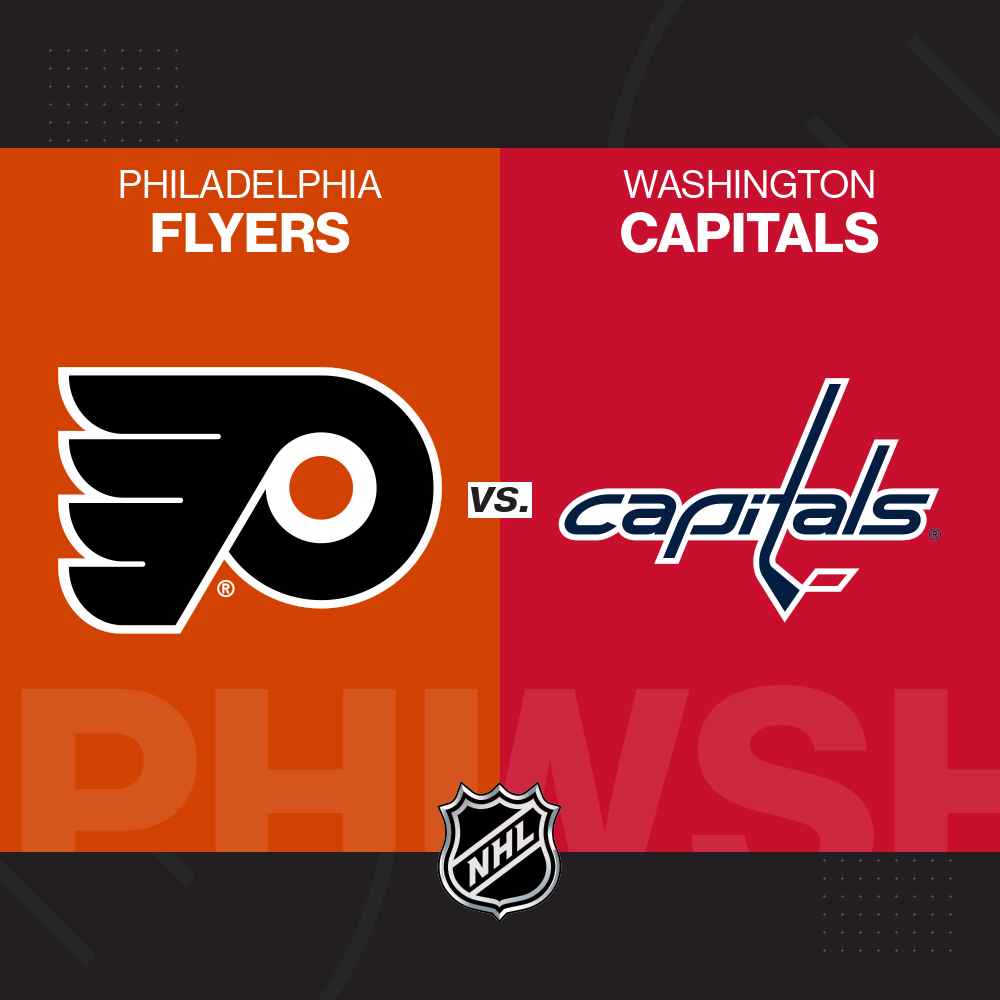 PHILADELPHIA
FLYERS
WASHINGTON
CAPITALS
vs.
capitals
®
®
PHI
WSH
NHL